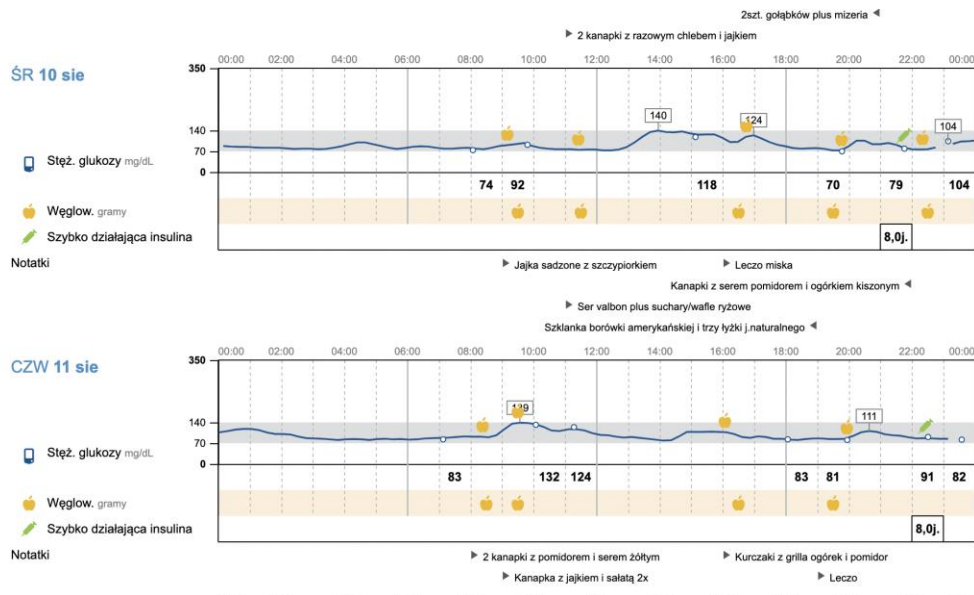 2szt. gołąbków plus mizeria
2 kanapki z razowym chlebem i jajkiem
00:00 02:00 04:00 06:00 08:00 10:00 12:00 14:00 16:00 18:00 20:00 22:00 00:00
ŚR 10 sie
350
140 124 104
140
70
Stęż. glukozy mg/dL
0
74 92 118 70 79 104
Węglow. gramy
Szybko działająca insulina 8,0j.
Notatki
Jajka sadzone z szczypiorkiem Leczo miska
Kanapki z serem pomidorem i ogórkiem kiszonym
Ser valbon plus suchary/wafle ryżowe
Szklanka borówki amerykańskiej i trzy łyżki j.naturalnego
00:00 02:00 04:00 06:00 08:00 10:00 12:00 14:00 16:00 18:00 20:00 22:00 00:00
CZW 11 sie
350
111
140
70
Stęż. glukozy mg/dL
0
83 132 124 83 81 91 82
Węglow. gramy
Szybko działająca insulina 8,0j.
Notatki
2 kanapki z pomidorem i serem żółtym Kurczaki z grilla ogórek i pomidor
Kanapka z jajkiem i sałatą 2x Leczo